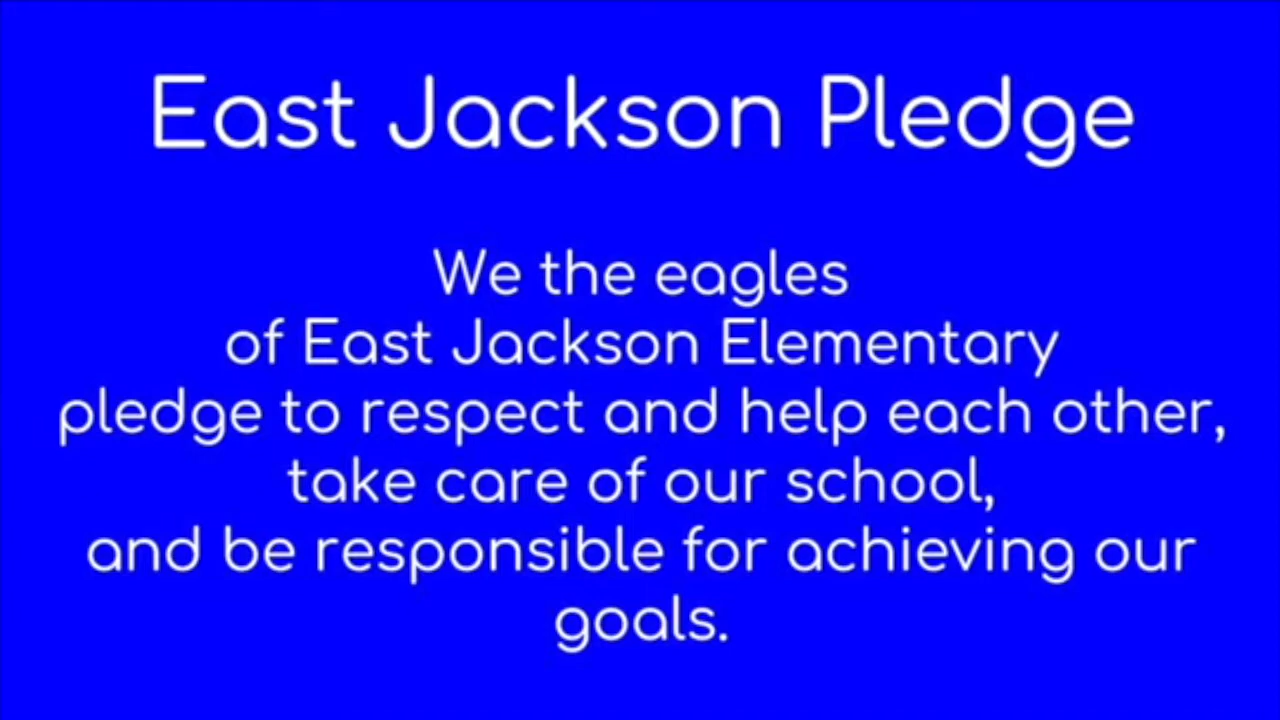 East Jackson Pledge
We the eagles
of East Jackson Elementary
pledge to respect and help each other,
take care of our school,
and be responsible for achieving our
goals.